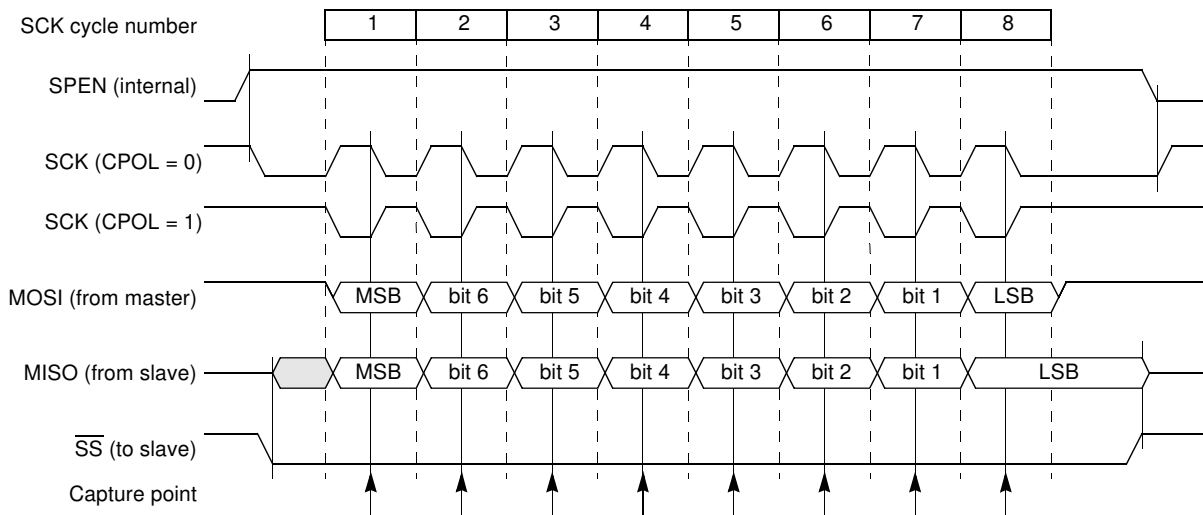 SCK cycle number 1 2 3 4 5 6 7 8
SPEN (internal)
SCK (CPOL = 0)
SCK (CPOL = 1)
MOSI (from master) MSB bit 6 bit 5 bit 4 bit 3 bit 2 bit 1 LSB
MISO (from slave) MSB bit 6 bit 5 bit 4 bit 3 bit 2 bit 1 LSB
S̅S̅ (to slave)
Capture point